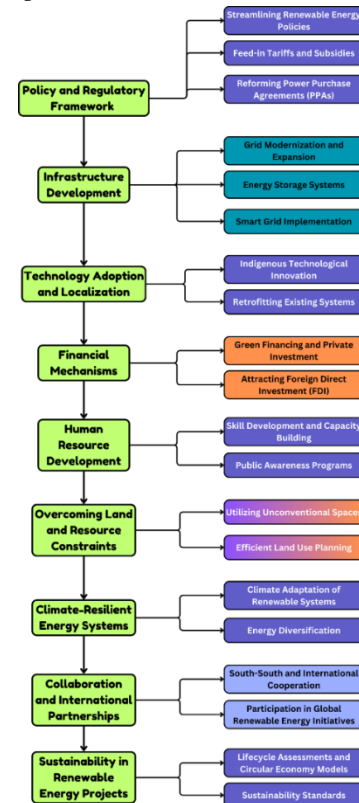 Streamlining Renewable Energy
Policies
Feed-in Tariffs and Subsidies
Reforming Power Purchase
Agreements (PPAs)
Policy and Regulatory
Framework
Grid Modernization and
Expansion
Energy Storage Systems
Smart Grid Implementation
Infrastructure
Development
Indigenous Technological
Innovation
Retrofitting Existing Systems
Technology Adoption
and Localization
Green Financing and Private
Investment
Attracting Foreign Direct
Investment (FDI)
Financial
Mechanisms
Skill Development and Capacity
Building
Public Awareness Programs
Human
Resource
Development
Utilizing Unconventional Spaces
Efficient Land Use Planning
Overcoming Land
and Resource
Constraints
Climate Adaptation of
Renewable Systems
Energy Diversification
Climate-Resilient
Energy Systems
South-South and International
Cooperation
Participation in Global
Renewable Energy Initiatives
Collaboration
and International
Partnerships
Lifecycle Assessments and
Circular Economy Models
Sustainability Standards
Sustainability in
Renewable
Energy Projects